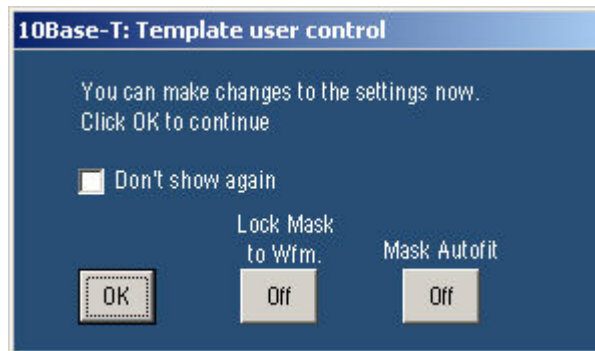 10Base-T: Template user control
You can make changes to the settings now.
Click OK to continue
Don't show again
Lock Mask
to Wfm.
Mask Autofit
OK
Off
Off